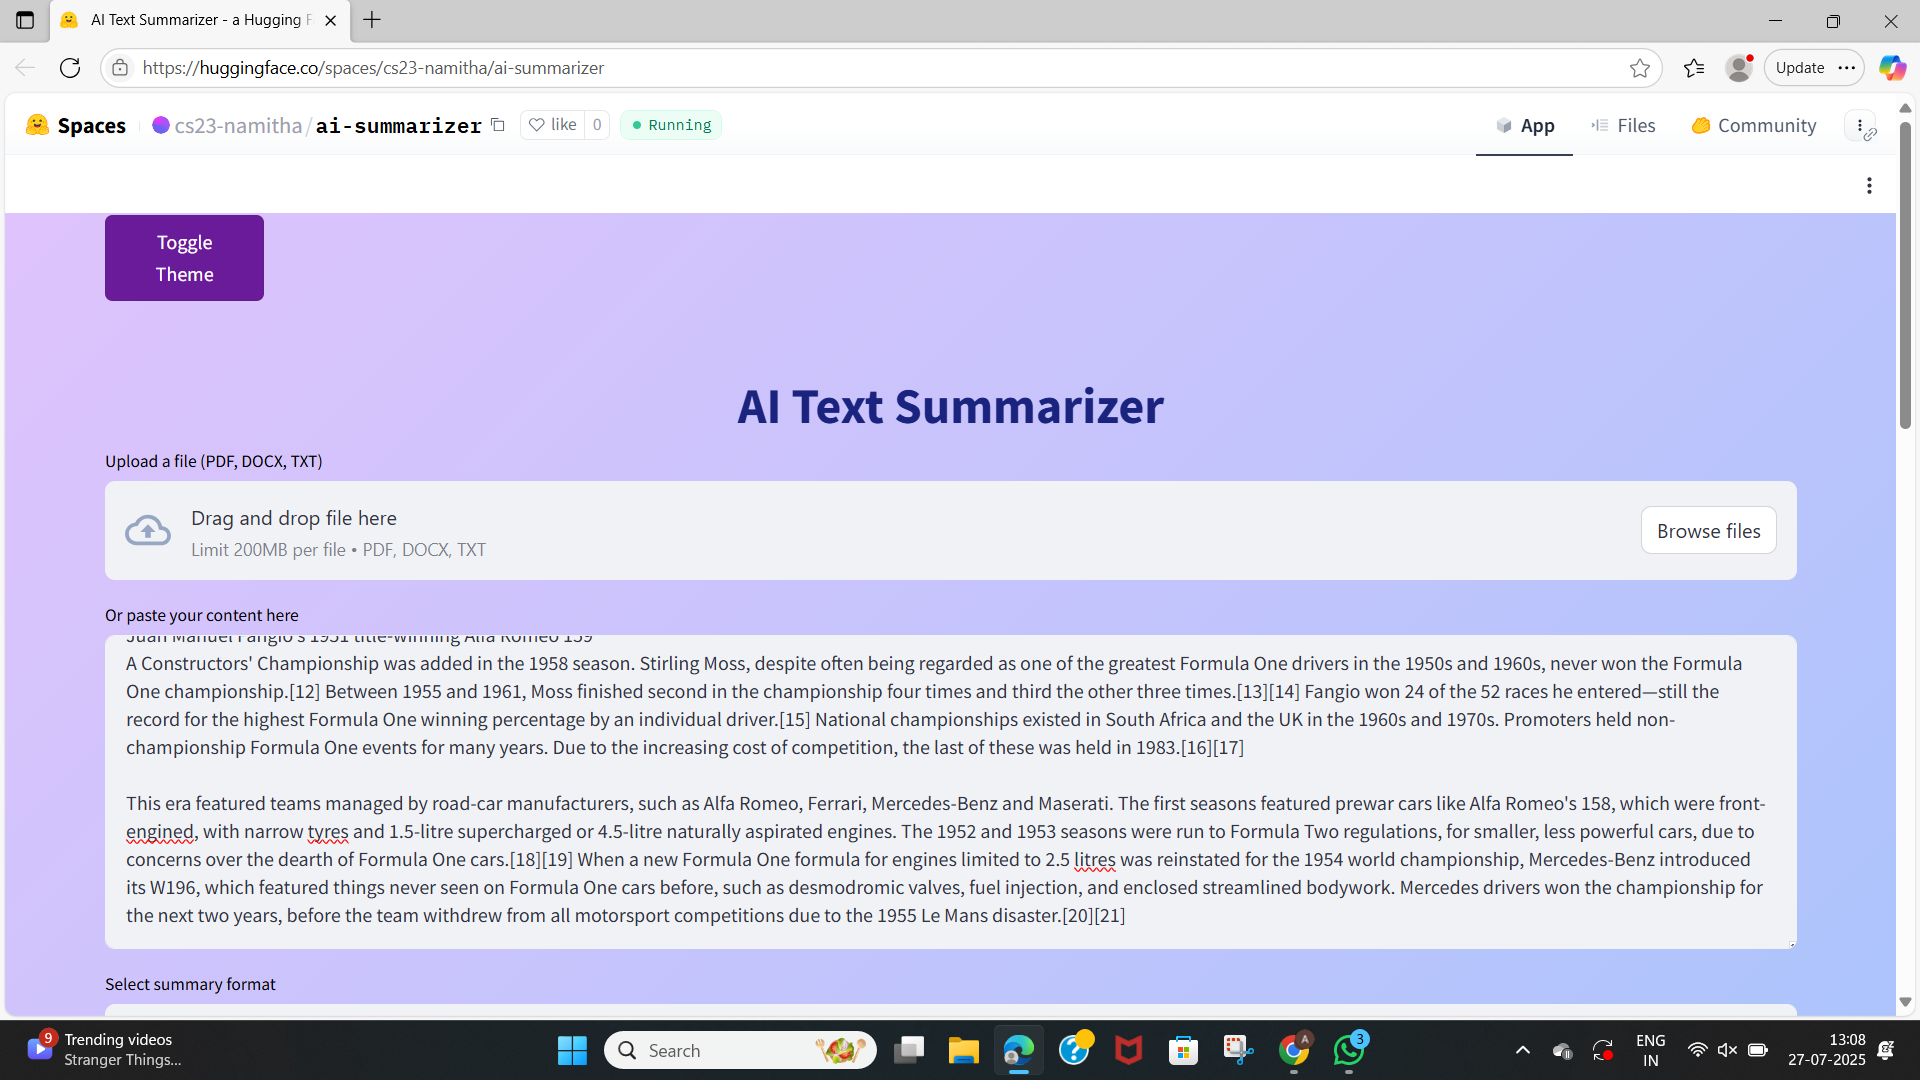 AI Text Summarizer - a Hugging F
https://huggingface.co/spaces/cs23-namitha/ai-summarizer
Update
Spaces cs23-namitha/ai-summarizer like 0 Running App Files Community
Toggle
Theme
AI Text Summarizer
Upload a file (PDF, DOCX, TXT)
Drag and drop file here
Limit 200MB per file • PDF, DOCX, TXT
Browse files
Or paste your content here
Juan Manuel Fangio's 1951 title-winning Alfa Romeo 159
A Constructors' Championship was added in the 1958 season. Stirling Moss, despite often being regarded as one of the greatest Formula One drivers in the 1950s and 1960s, never won the Formula
One championship.[12] Between 1955 and 1961, Moss finished second in the championship four times and third the other three times.[13][14] Fangio won 24 of the 52 races he entered—still the
record for the highest Formula One winning percentage by an individual driver.[15] National championships existed in South Africa and the UK in the 1960s and 1970s. Promoters held non-
championship Formula One events for many years. Due to the increasing cost of competition, the last of these was held in 1983.[16][17]
This era featured teams managed by road-car manufacturers, such as Alfa Romeo, Ferrari, Mercedes-Benz and Maserati. The first seasons featured prewar cars like Alfa Romeo's 158, which were front-
engined, with narrow tyres and 1.5-litre supercharged or 4.5-litre naturally aspirated engines. The 1952 and 1953 seasons were run to Formula Two regulations, for smaller, less powerful cars, due to
concerns over the dearth of Formula One cars.[18][19] When a new Formula One formula for engines limited to 2.5 litres was reinstated for the 1954 world championship, Mercedes-Benz introduced
its W196, which featured things never seen on Formula One cars before, such as desmodromic valves, fuel injection, and enclosed streamlined bodywork. Mercedes drivers won the championship for
the next two years, before the team withdrew from all motorsport competitions due to the 1955 Le Mans disaster.[20][21]
Select summary format
9
Trending videos
Stranger Things...
Search
A
3
ENG
IN
13:08
27-07-2025